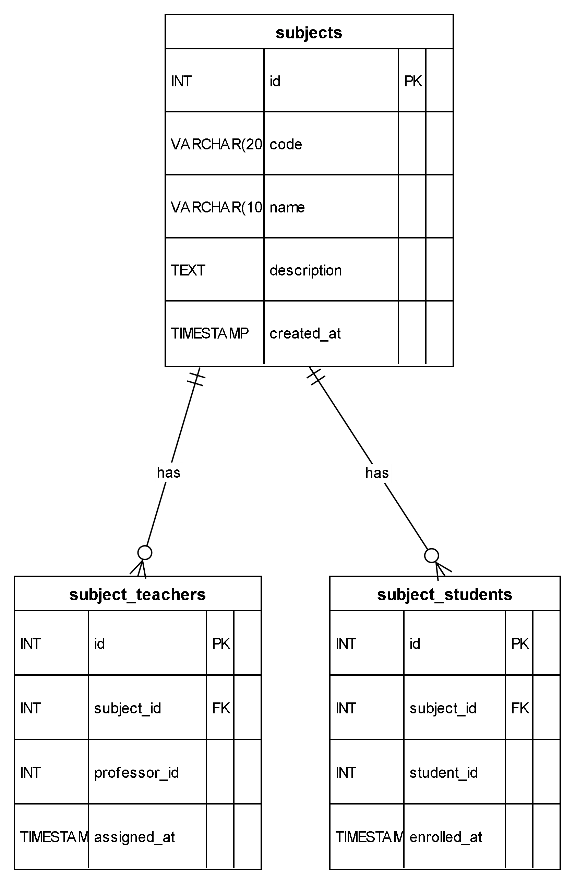 subjects
INT id PK
VARCHAR(20 code
VARCHAR(10 name
TEXT description
TIMESTAMP created_at
has
has
subject_teachers
INT id PK
INT subject_id FK
INT professor_id
TIMESTAM assigned_at
subject_students
INT id PK
INT subject_id FK
INT student_id
TIMESTAM enrolled_at